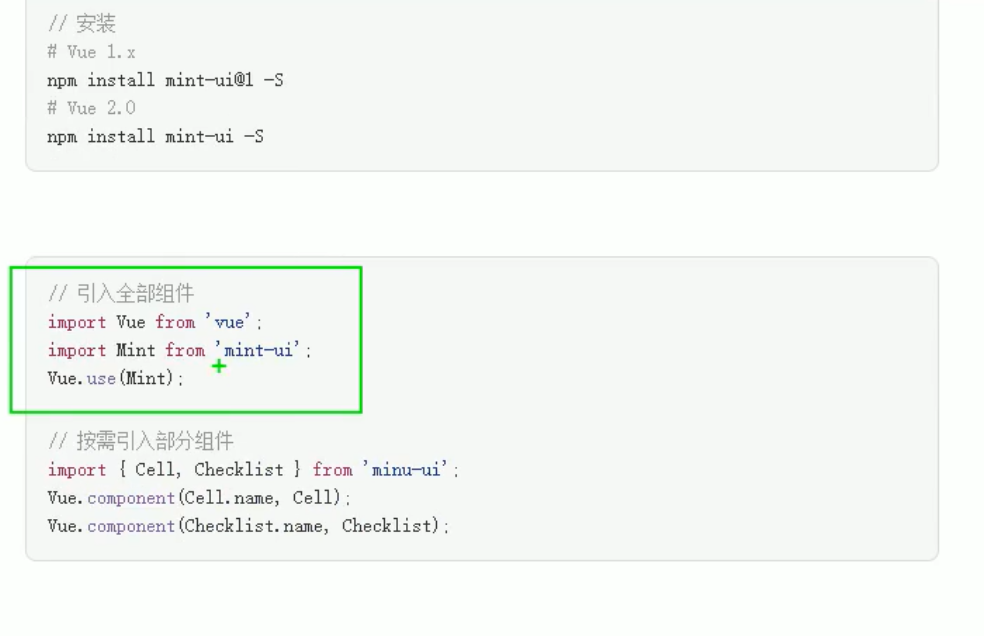 // 安装
# Vue 1.x
npm install mint-ui@1 -S
# Vue 2.0
npm install mint-ui -S
// 引入全部组件
import Vue from 'vue';
import Mint from 'mint-ui';
Vue.use(Mint);
// 按需引入部分组件
import { Cell, Checklist } from 'minu-ui';
Vue.component(Cell.name, Cell);
Vue.component(Checklist.name, Checklist);